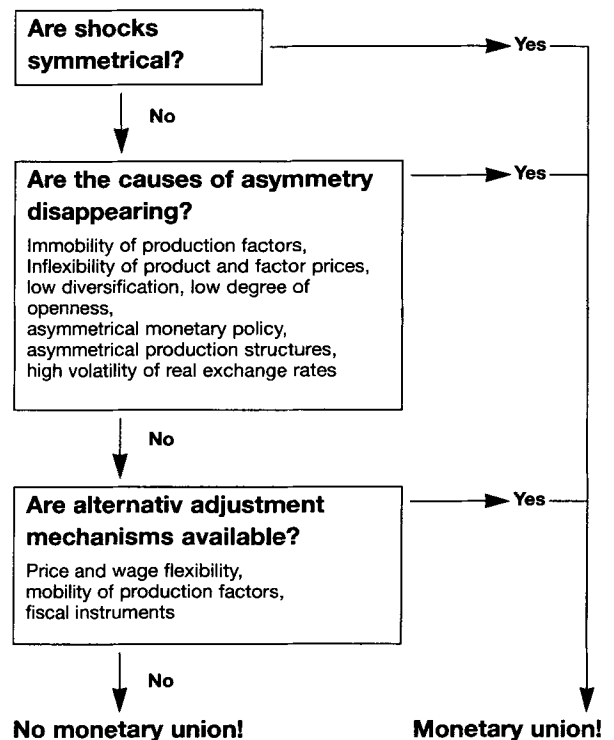 Are shocks
symmetrical?
Yes
No
Are the causes of asymmetry
disappearing?
Yes
Immobility of production factors,
Inflexibility of product and factor prices,
low diversification, low degree of
openness,
asymmetrical monetary policy,
asymmetrical production structures,
high volatility of real exchange rates
No
Are alternativ adjustment
mechanisms available?
Yes
Price and wage flexibility,
mobility of production factors,
fiscal instruments
No
No monetary union!
Monetary union!